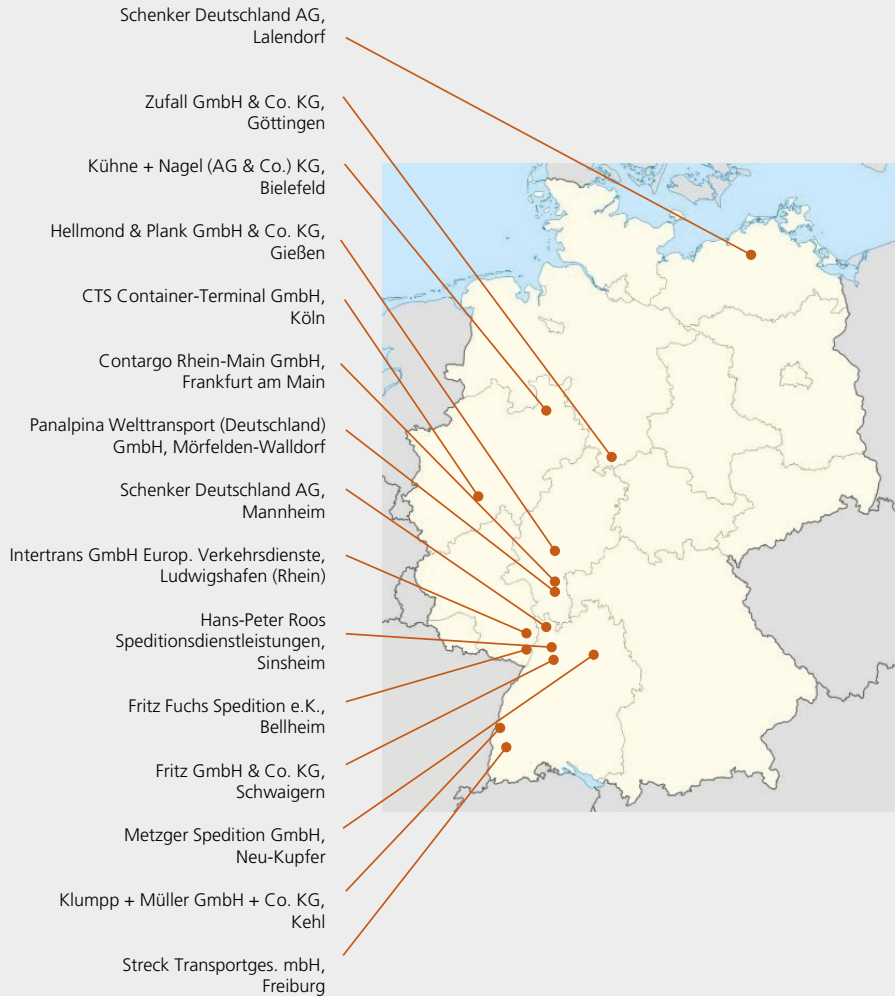 Schenker Deutschland AG,
Lalendorf
Zufall GmbH & Co. KG,
Göttingen
Kühne + Nagel (AG & Co.) KG,
Bielefeld
Hellmond & Plank GmbH & Co. KG,
Gießen
CTS Container-Terminal GmbH,
Köln
Contargo Rhein-Main GmbH,
Frankfurt am Main
Panalpina Welttransport (Deutschland)
GmbH, Mörfelden-Walldorf
Schenker Deutschland AG,
Mannheim
Intertrans GmbH Europ. Verkehrsdienste,
Ludwigshafen (Rhein)
Hans-Peter Roos
Speditionsdienstleistungen,
Sinsheim
Fritz Fuchs Spedition e.K.,
Bellheim
Fritz GmbH & Co. KG,
Schwaigern
Metzger Spedition GmbH,
Neu-Kupfer
Klumpp + Müller GmbH + Co. KG,
Kehl
Streck Transportges. mbH,
Freiburg